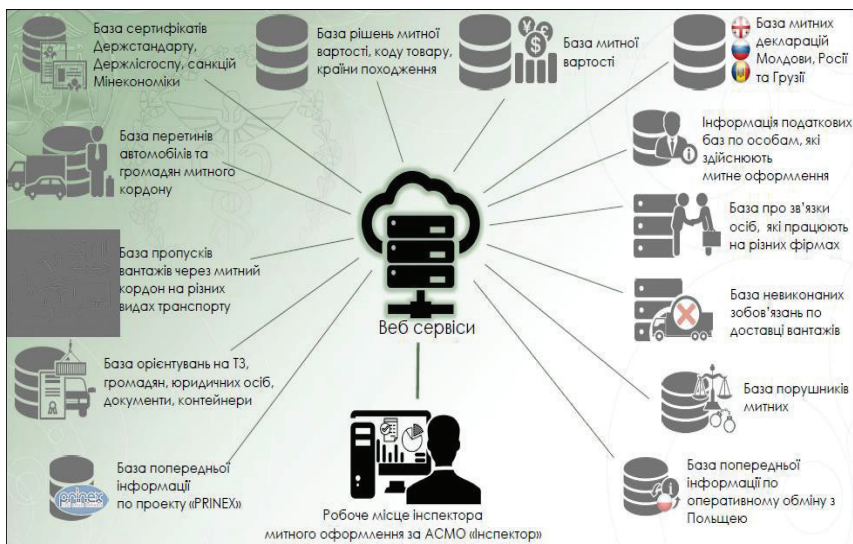 База сертифікатів
Держстандарту,
Держлісгоспу, санкцій
Мінекономіки
База рішень митної
вартості, коду товару,
країни походження
База митної
вартості
База митних
декларацій
Молдови, Росії
та Грузії
База перетинів
автомобілів та
громадян митного
кордону
Інформація податкових
баз по особам, які
здійснюють
митне оформлення
База про зв'язки
осіб, які працюють
на різних фірмах
База пропусків
вантажів через митний
кордон на різних
видах транспорту
База невиконаних
зобов'язань по
доставці вантажів
Веб сервіси
База орієнтувань на ТЗ,
громадян, юридичних осіб,
документи, контейнери
База порушників
митних
prinex
База попередньої
інформації
по проекту «PRINEX»
Робоче місце інспектора
митного оформлення за АСМО «Інспектор»
База попередньої
інформації по
оперативному обліну з
Польщею